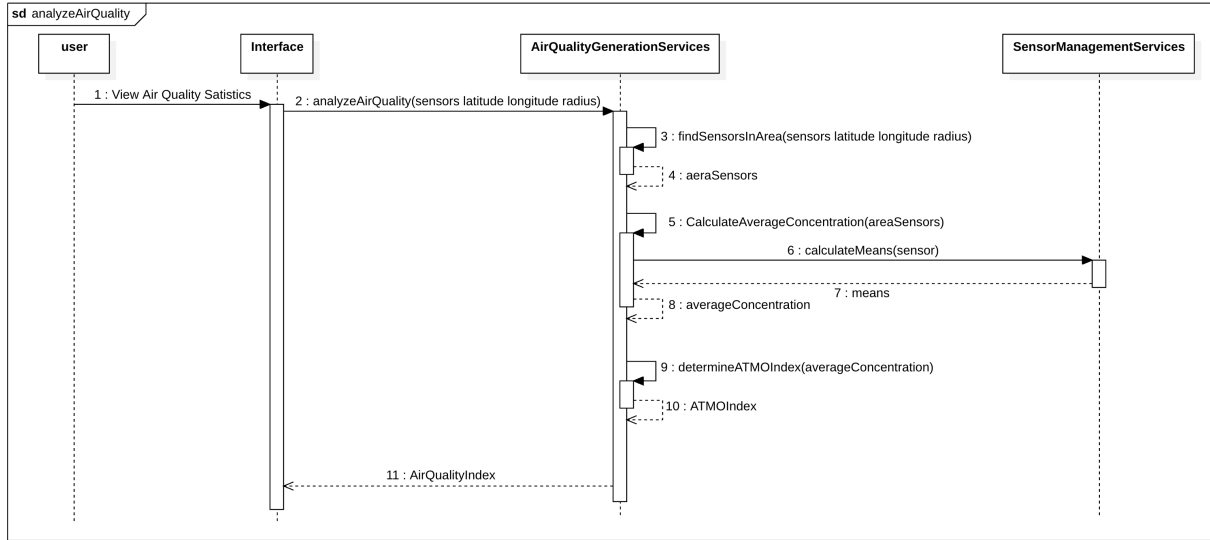 sd analyzeAirQuality
user
Interface
AirQualityGenerationServices
SensorManagementServices
1 : View Air Quality Satistics
2 : analyzeAirQuality(sensors latitude longitude radius)
3 : findSensorsInArea(sensors latitude longitude radius)
4 : aeraSensors
5 : CalculateAverageConcentration(areaSensors)
6 : calculateMeans(sensor)
7 : means
8 : averageConcentration
9 : determineATMOIndex(averageConcentration)
10 : ATMOIndex
11 : AirQualityIndex